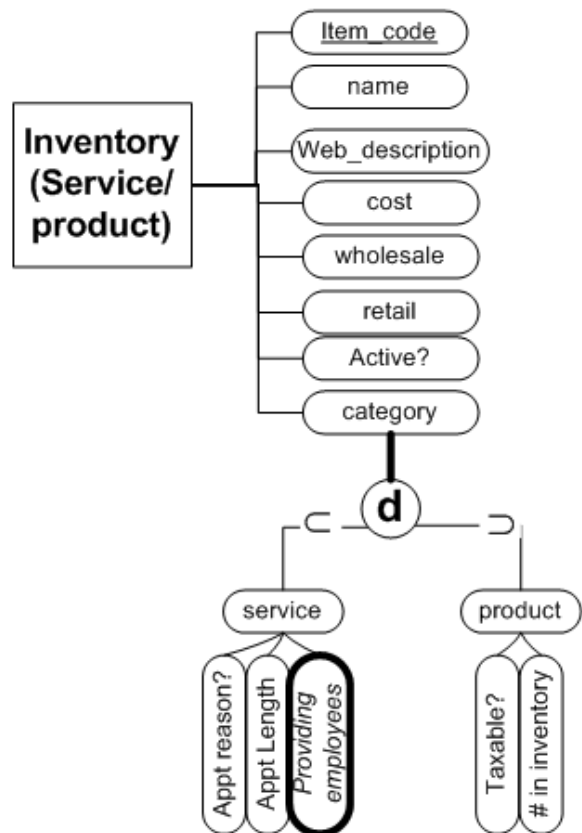 Item_code
name
Inventory
(Service/
product)
Web_description
cost
wholesale
retail
Active?
category
d
⊂
⊃
service
product
Appt reason?
Appt Length
Providing
employees
Taxable?
# in inventory